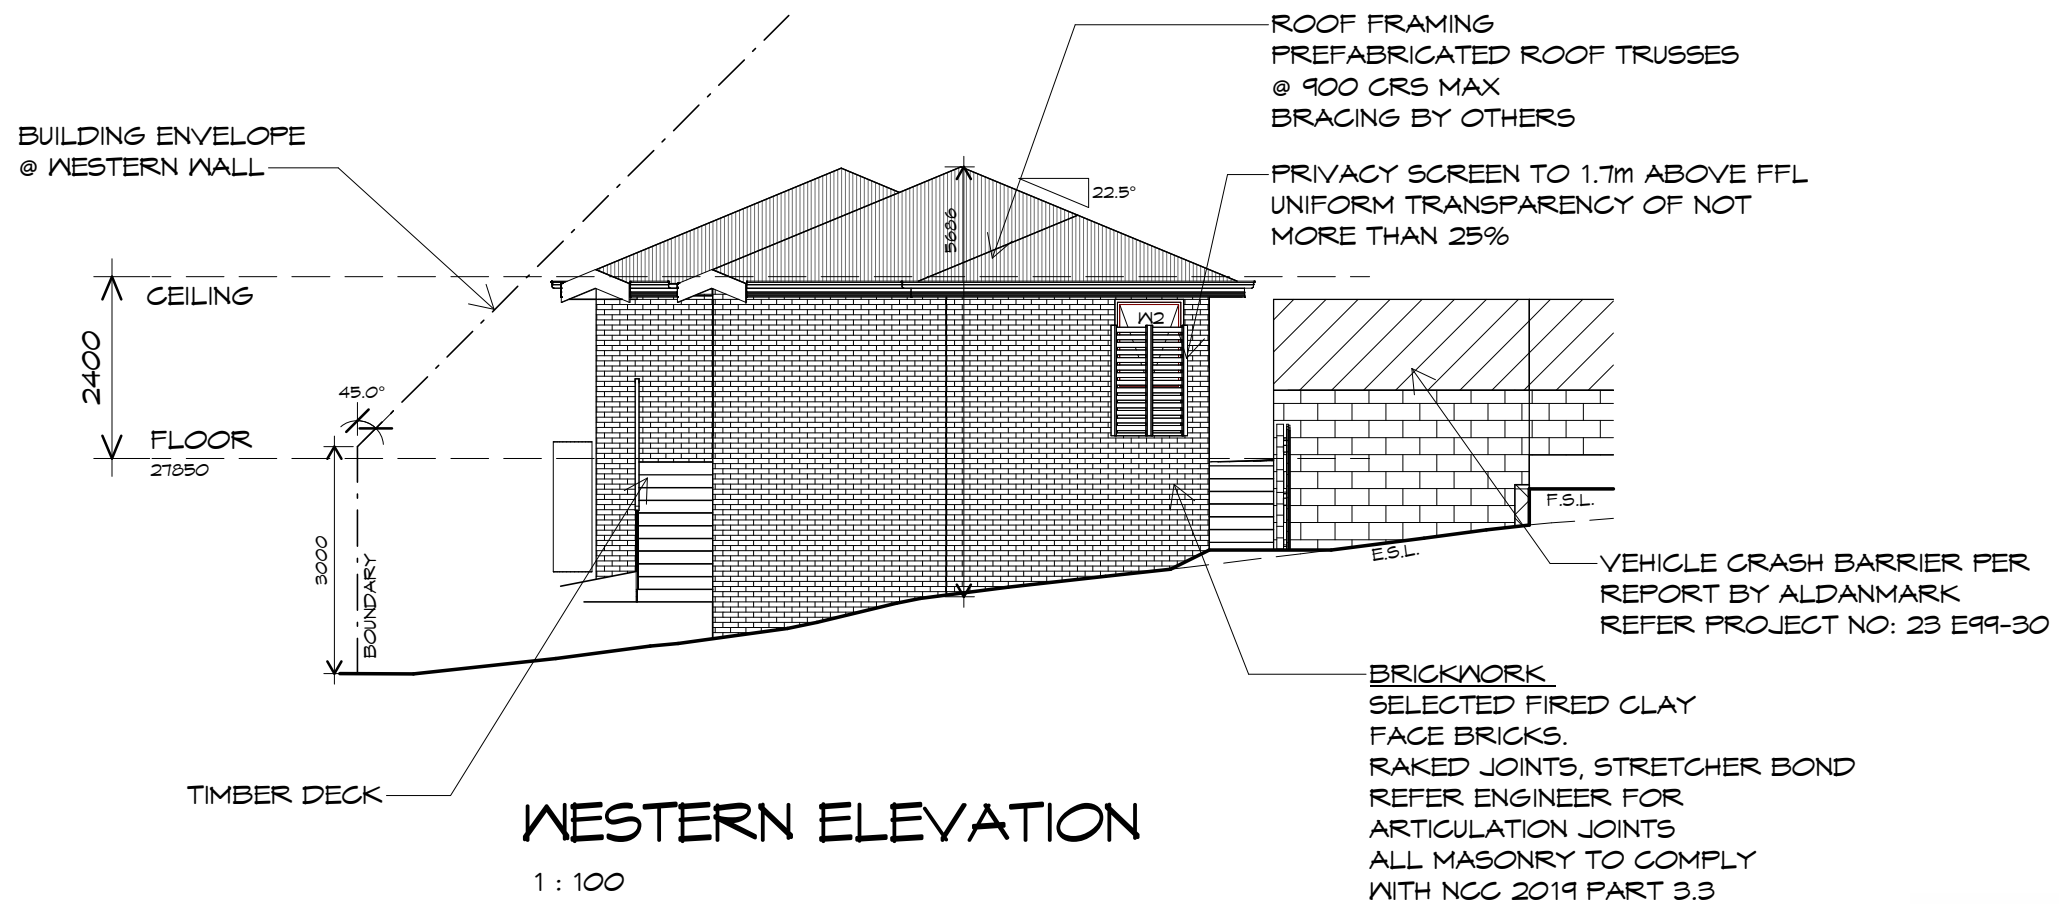 ROOF FRAMING
PREFABRICATED ROOF TRUSSES
@ 900 CRS MAX
BRACING BY OTHERS
BUILDING ENVELOPE
@ WESTERN WALL
PRIVACY SCREEN TO 1.7m ABOVE FFL
UNIFORM TRANSPARENCY OF NOT
MORE THAN 25%
22.5°
5686
CEILING
2400
W2
45.0°
FLOOR
27850
3000
BOUNDARY
F.S.L.
E.S.L.
VEHICLE CRASH BARRIER PER
REPORT BY ALDANMARK
REFER PROJECT NO: 23 E99-30
BRICKWORK
SELECTED FIRED CLAY
FACE BRICKS.
RAKED JOINTS, STRETCHER BOND
REFER ENGINEER FOR
ARTICULATION JOINTS
ALL MASONRY TO COMPLY
WITH NCC 2019 PART 3.3
TIMBER DECK
WESTERN ELEVATION
1 : 100